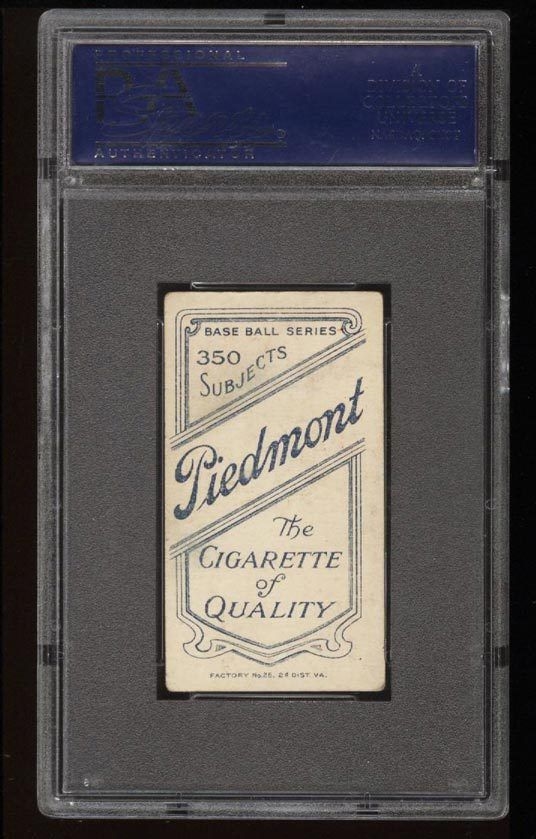 PROFESSIONAL
PSA
AUTHENTICATOR
A
DIVISION OF
COLLECTORS
UNIVERSE
BASE BALL SERIES
350
SUBJECTS
Piedmont
The
CIGARETTE
of
QUALITY
FACTORY No. 25. 2d DIST. VA.